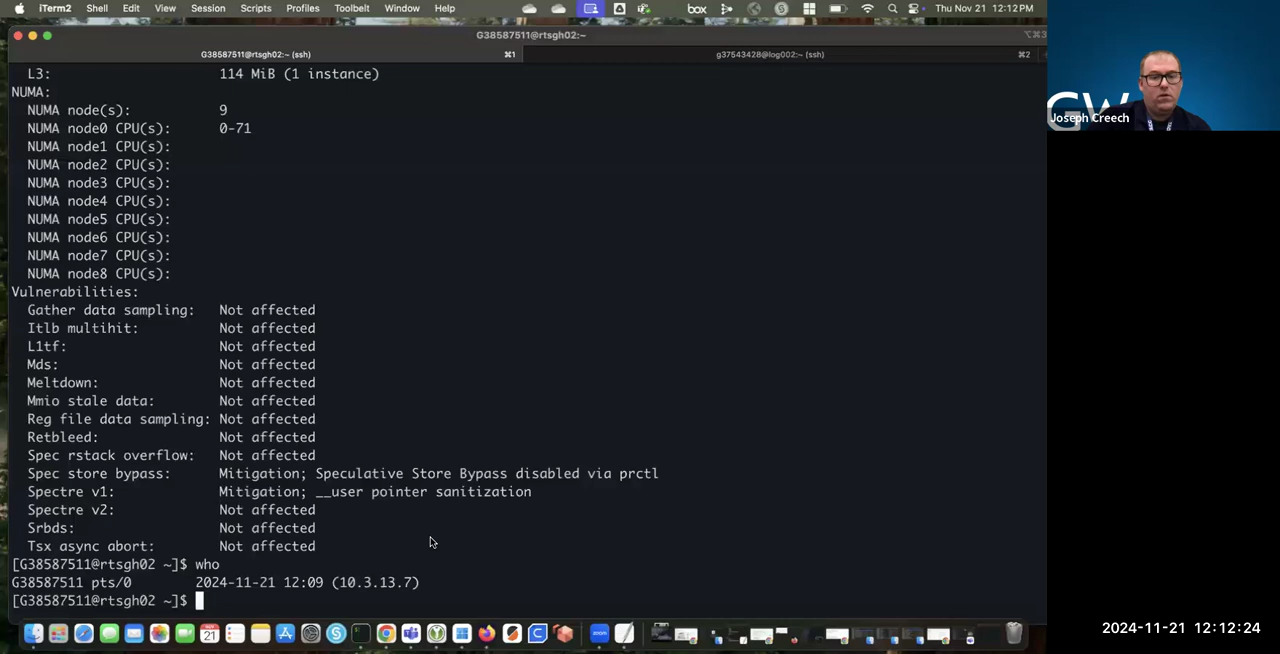 iTerm2 Shell Edit View Session Scripts Profiles Toolbelt Window Help box Thu Nov 21 12:12 PM
G38587511@rtsgh02:~
G38587511@rtsgh02:~ (ssh) ⌘1 g37543428@log002:~ (ssh) ⌘2
L3: 114 MiB (1 instance)
NUMA:
NUMA node(s): 9
NUMA node0 CPU(s): 0-71
NUMA node1 CPU(s):
NUMA node2 CPU(s):
NUMA node3 CPU(s):
NUMA node4 CPU(s):
NUMA node5 CPU(s):
NUMA node6 CPU(s):
NUMA node7 CPU(s):
NUMA node8 CPU(s):
Vulnerabilities:
Gather data sampling: Not affected
Itlb multihit: Not affected
L1tf: Not affected
Mds: Not affected
Meltdown: Not affected
Mmio stale data: Not affected
Reg file data sampling: Not affected
Retbleed: Not affected
Spec rstack overflow: Not affected
Spec store bypass: Mitigation; Speculative Store Bypass disabled via prctl
Spectre v1: Mitigation; __user pointer sanitization
Spectre v2: Not affected
Srbds: Not affected
Tsx async abort: Not affected
[G38587511@rtsgh02 ~]$ who
G38587511 pts/0 2024-11-21 12:09 (10.3.13.7)
[G38587511@rtsgh02 ~]$
GW
Joseph Creech
2024-11-21 12:12:24